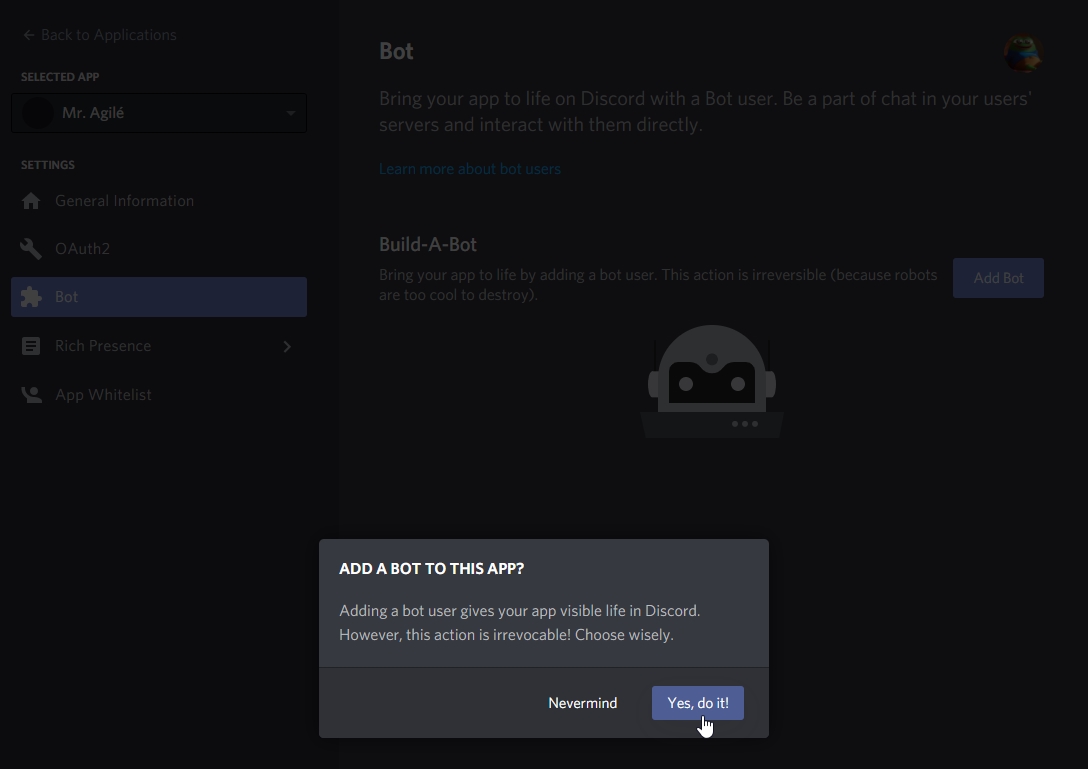 Back to Applications
SELECTED APP
Mr. Agilé
SETTINGS
General Information
OAuth2
Bot
Rich Presence
App Whitelist
Bot
Bring your app to life on Discord with a Bot user. Be a part of chat in your users'
servers and interact with them directly.
Learn more about bot users
Build-A-Bot
Bring your app to life by adding a bot user. This action is irreversible (because robots
are too cool to destroy).
Add Bot
ADD A BOT TO THIS APP?
Adding a bot user gives your app visible life in Discord.
However, this action is irrevocable! Choose wisely.
Nevermind
Yes, do it!